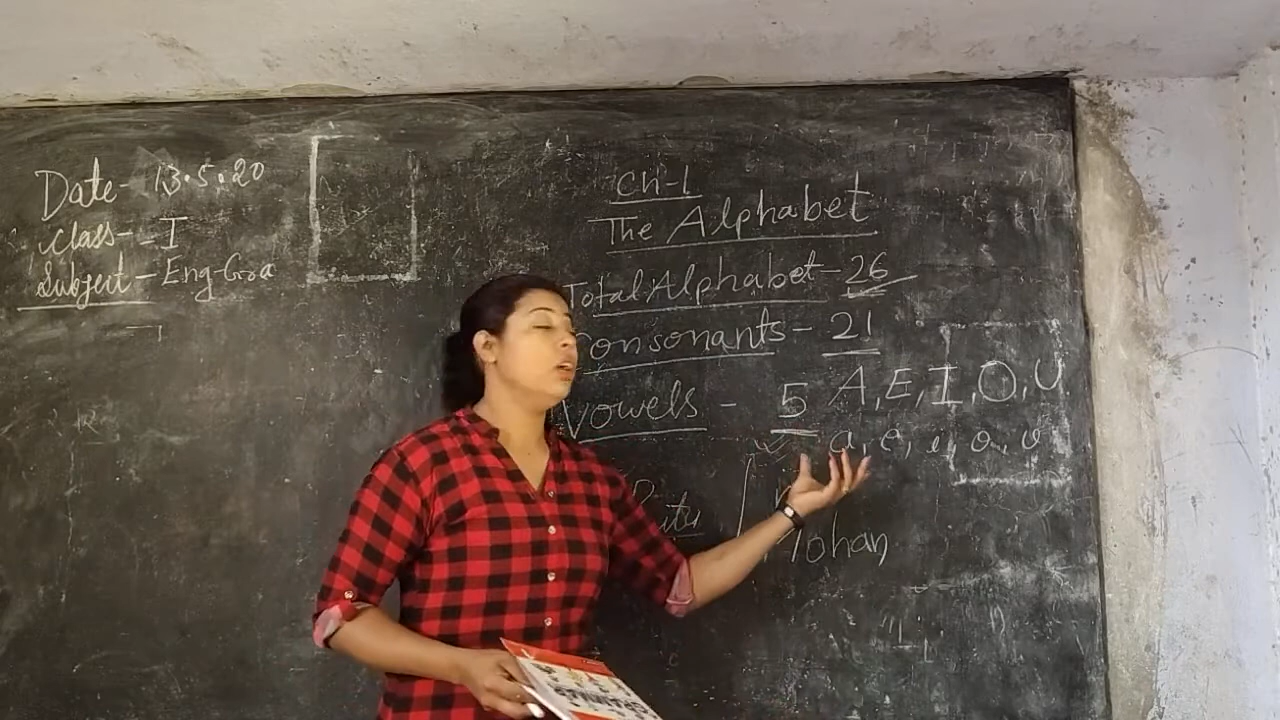 Date - 13.5.20
Class - I
Subject - Eng-Gra
Ch-1
The Alphabet
Total Alphabet - 26
Consonants - 21
Vowels - 5 A, E, I, O, U
a, e, i, o, u